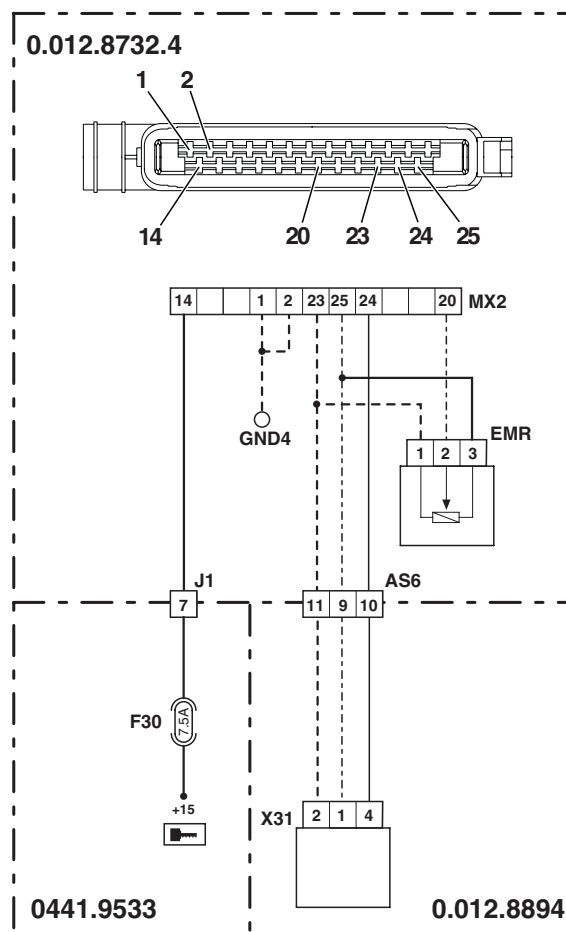 0.012.8732.4
1 2
14 20 23 24 25
14 1 2 23 25 24 20 MX2
GND4
EMR
1 2 3
J1 AS6
7 11 9 10
F30 7.5A
+15
X31 2 1 4
0441.9533 0.012.8894